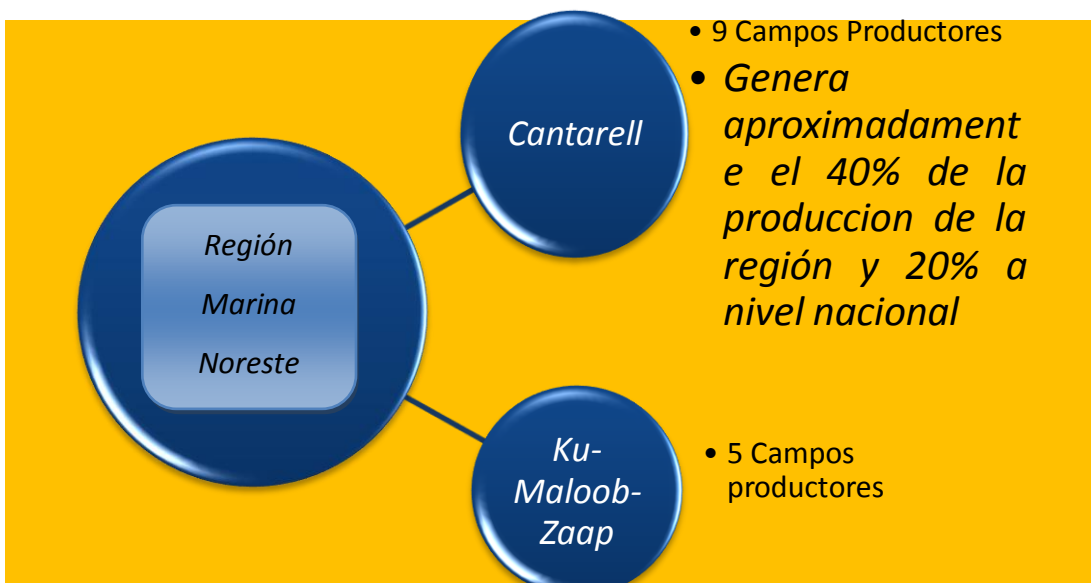 Región
Marina
Noreste
Cantarell
• 9 Campos Productores
• Genera
aproximadament
e el 40% de la
produccion de la
región y 20% a
nivel nacional
Ku-
Maloob-
Zaap
• 5 Campos
productores